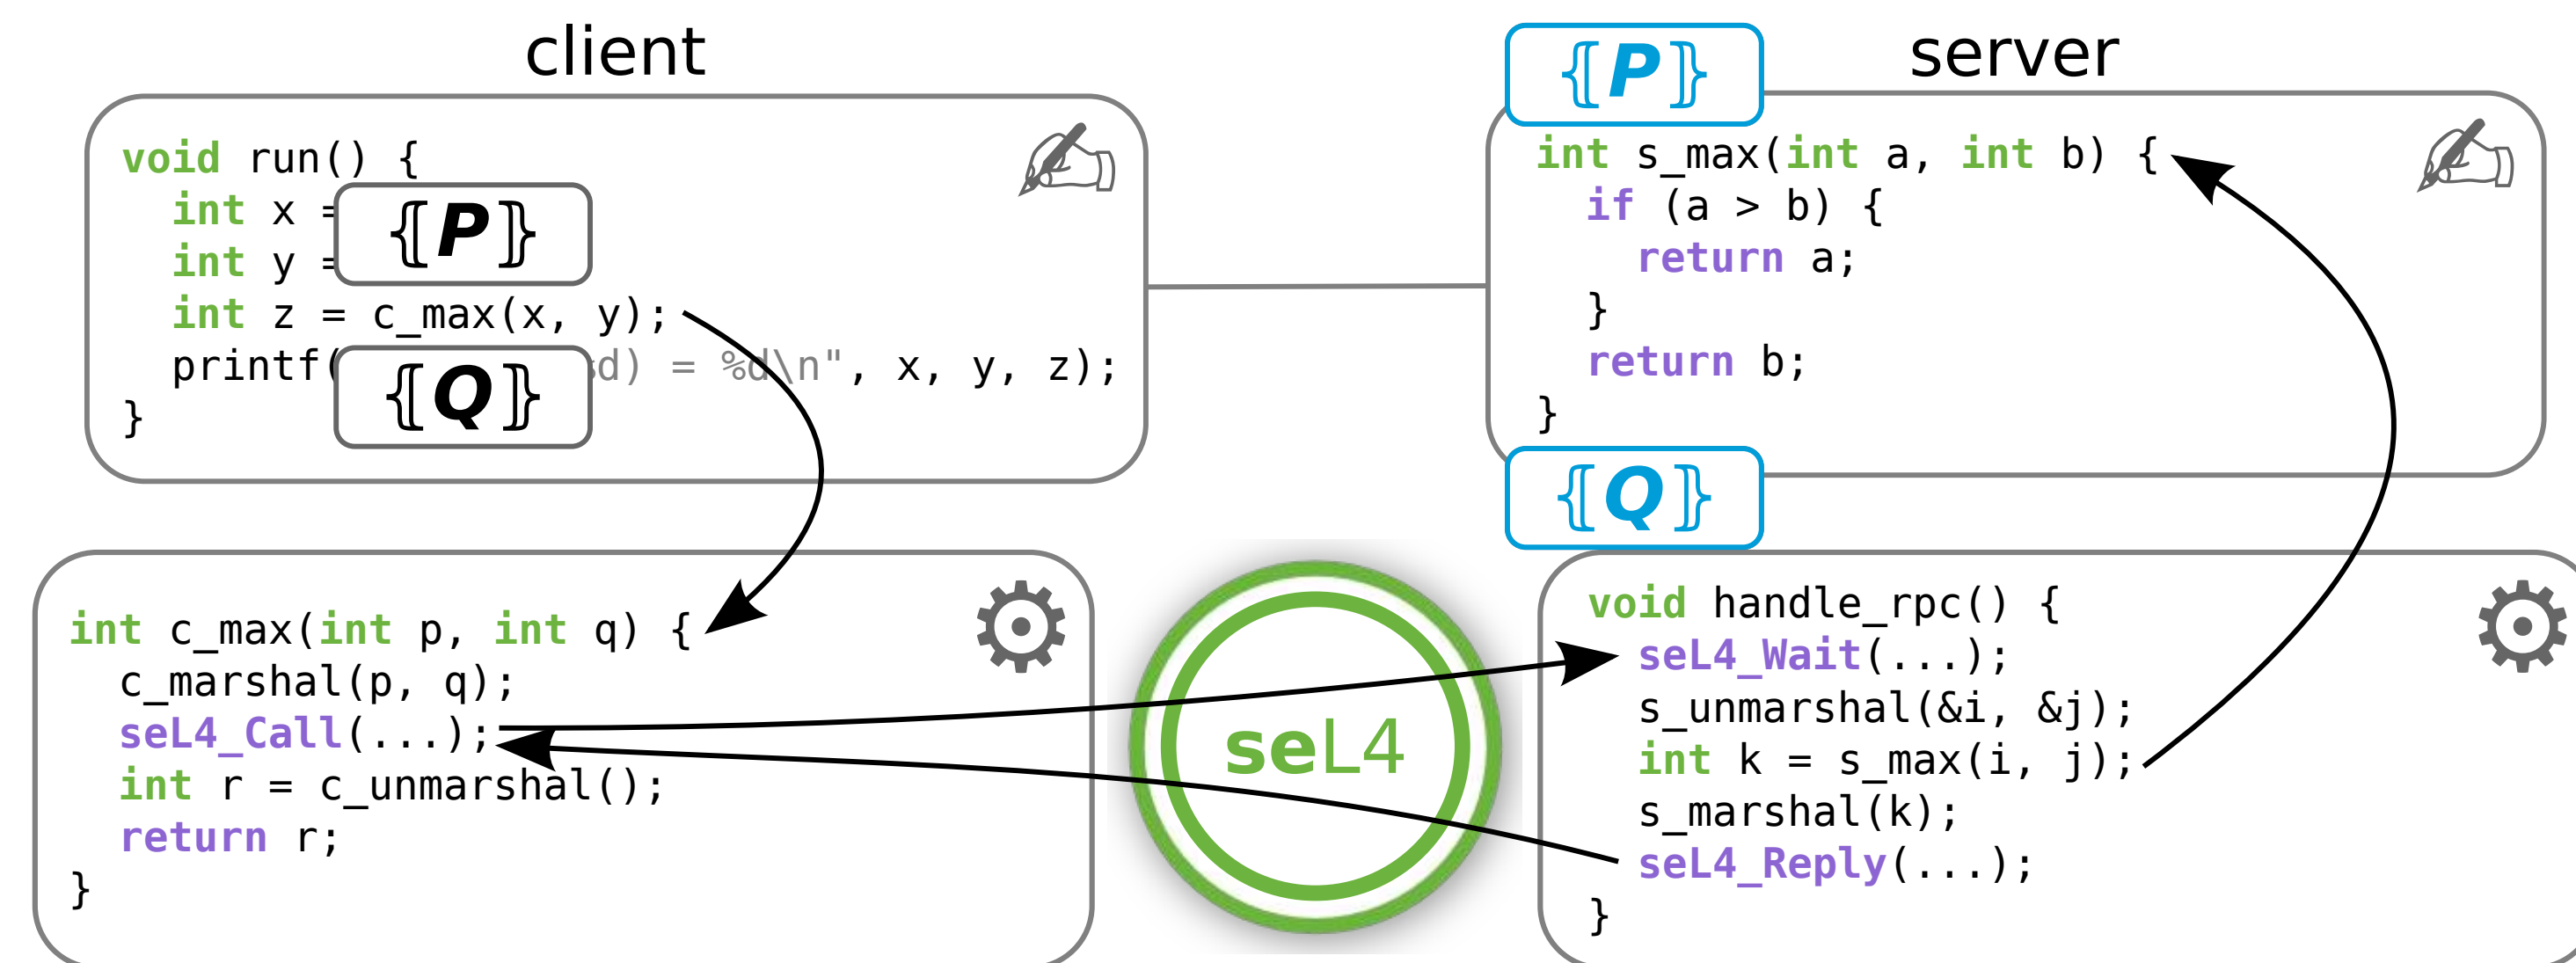 client
void run() {
int x =
{[P]}
int y =
int z = c_max(x, y);
printf( d) = %d\n", x, y, z);
{[Q]}
}
server
{[P]}
int s_max(int a, int b) {
if (a > b) {
return a;
}
return b;
}
{[Q]}
int c_max(int p, int q) {
c_marshal(p, q);
seL4_Call(...);
int r = c_unmarshal();
return r;
}
seL4
void handle_rpc() {
seL4_Wait(...);
s_unmarshal(&i, &j);
int k = s_max(i, j);
s_marshal(k);
seL4_Reply(...);
}